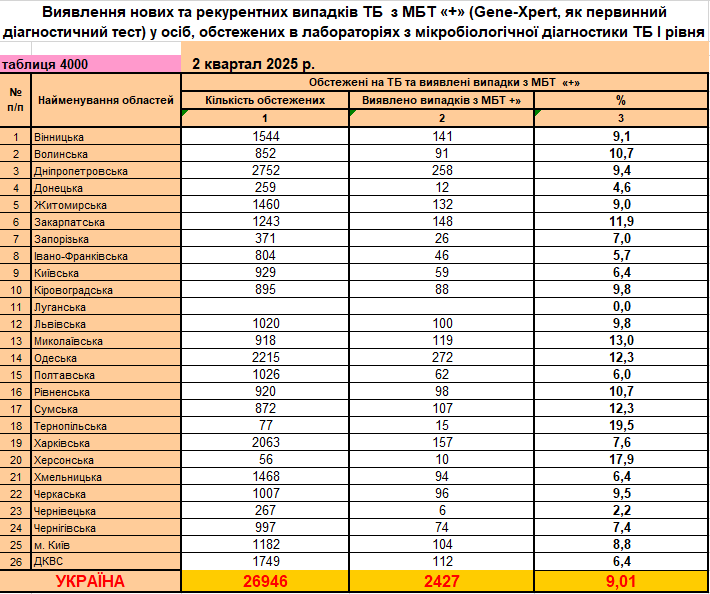 Виявлення нових та рекурентних випадків ТБ з МБТ «+» (Gene-Xpert, як первинний
діагностичний тест) у осіб, обстежених в лабораторіях з мікробіологічної діагностики ТБ І рівня
таблиця 4000 2 квартал 2025 р.
№ п/п Найменування областей Обстежені на ТБ та виявлені випадки з МБТ «+»
Кількість обстежених Виявлено випадків з МБТ +» %
1 2 3
1 Вінницька 1544 141 9,1
2 Волинська 852 91 10,7
3 Дніпропетровська 2752 258 9,4
4 Донецька 259 12 4,6
5 Житомирська 1460 132 9,0
6 Закарпатська 1243 148 11,9
7 Запорізька 371 26 7,0
8 Івано-Франківська 804 46 5,7
9 Київська 929 59 6,4
10 Кіровоградська 895 88 9,8
11 Луганська 0,0
12 Львівська 1020 100 9,8
13 Миколаївська 918 119 13,0
14 Одеська 2215 272 12,3
15 Полтавська 1026 62 6,0
16 Рівненська 920 98 10,7
17 Сумська 872 107 12,3
18 Тернопільська 77 15 19,5
19 Харківська 2063 157 7,6
20 Херсонська 56 10 17,9
21 Хмельницька 1468 94 6,4
22 Черкаська 1007 96 9,5
23 Чернівецька 267 6 2,2
24 Чернігівська 997 74 7,4
25 м. Київ 1182 104 8,8
26 ДКВС 1749 112 6,4
УКРАЇНА 26946 2427 9,01